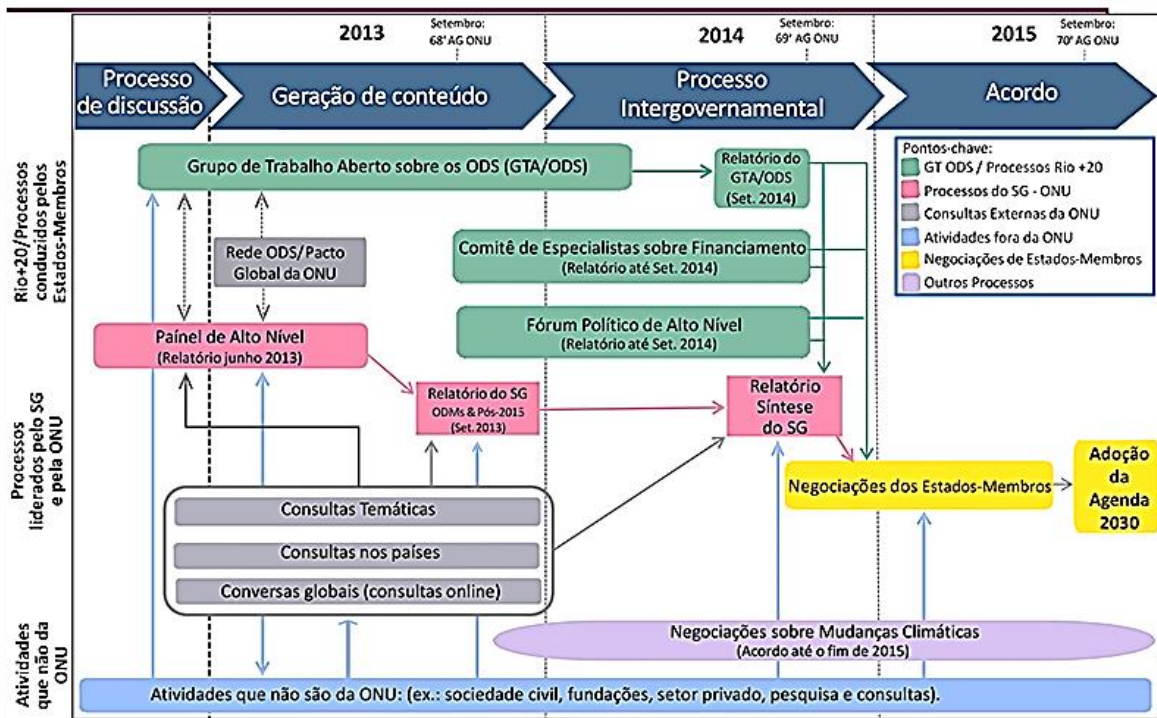 2013
Setembro:
68ª AG ONU
2014
Setembro:
69ª AG ONU
2015
Setembro:
70ª AG ONU
Processo
de discussão
Geração de conteúdo
Processo
Intergovernamental
Acordo
Rio+20/Processos
conduzidos pelos
Estados-Membros
Grupo de Trabalho Aberto sobre os ODS (GTA/ODS)
Relatório do
GTA/ODS
(Set. 2014)
Pontos-chave:
GT ODS / Processos Rio +20
Processos do SG - ONU
Consultas Externas da ONU
Atividades fora da ONU
Negociações de Estados-Membros
Outros Processos
Rede ODS/Pacto
Global da ONU
Comitê de Especialistas sobre Financiamento
(Relatório até Set. 2014)
Fórum Político de Alto Nível
(Relatório até Set. 2014)
Processos
liderados pelo SG
e pela ONU
Painel de Alto Nível
(Relatório junho 2013)
Relatório do SG
ODMs & Pós-2015
(Set. 2013)
Relatório
Síntese
do SG
Negociações dos Estados-Membros
Adoção
da
Agenda
2030
Consultas Temáticas
Consultas nos países
Conversas globais (consultas online)
Atividades
que não da
ONU
Negociações sobre Mudanças Climáticas
(Acordo até o fim de 2015)
Atividades que não são da ONU: (ex.: sociedade civil, fundações, setor privado, pesquisa e consultas).